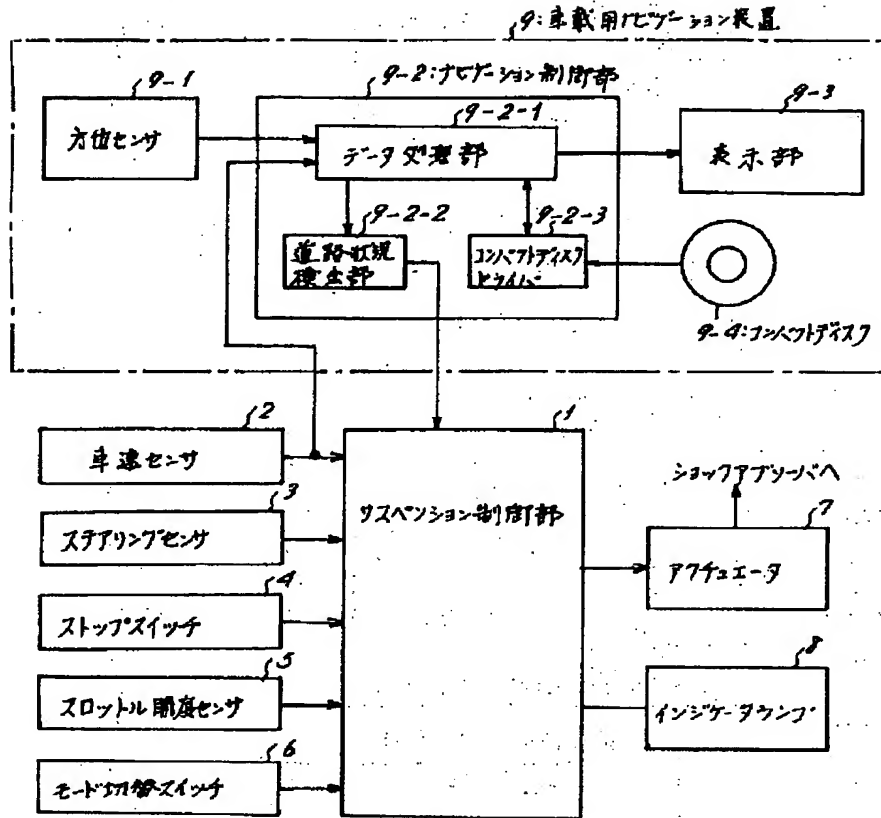 9:車載用ナビゲーション装置
9-1
方位センサ
9-2:ナビゲーション制御部
9-2-1
データ処理部
9-2-2
道路状況
検出部
9-2-3
コンパクトディスク
ドライバ
9-3
表示部
9-4:コンパクトディスク
2
車速センサ
3
ステアリングセンサ
4
ストップスイッチ
5
スロットル開度センサ
6
モード切替スイッチ
1
サスペンション制御部
ショックアブソーバへ
7
アクチュエータ
8
インジケータランプ